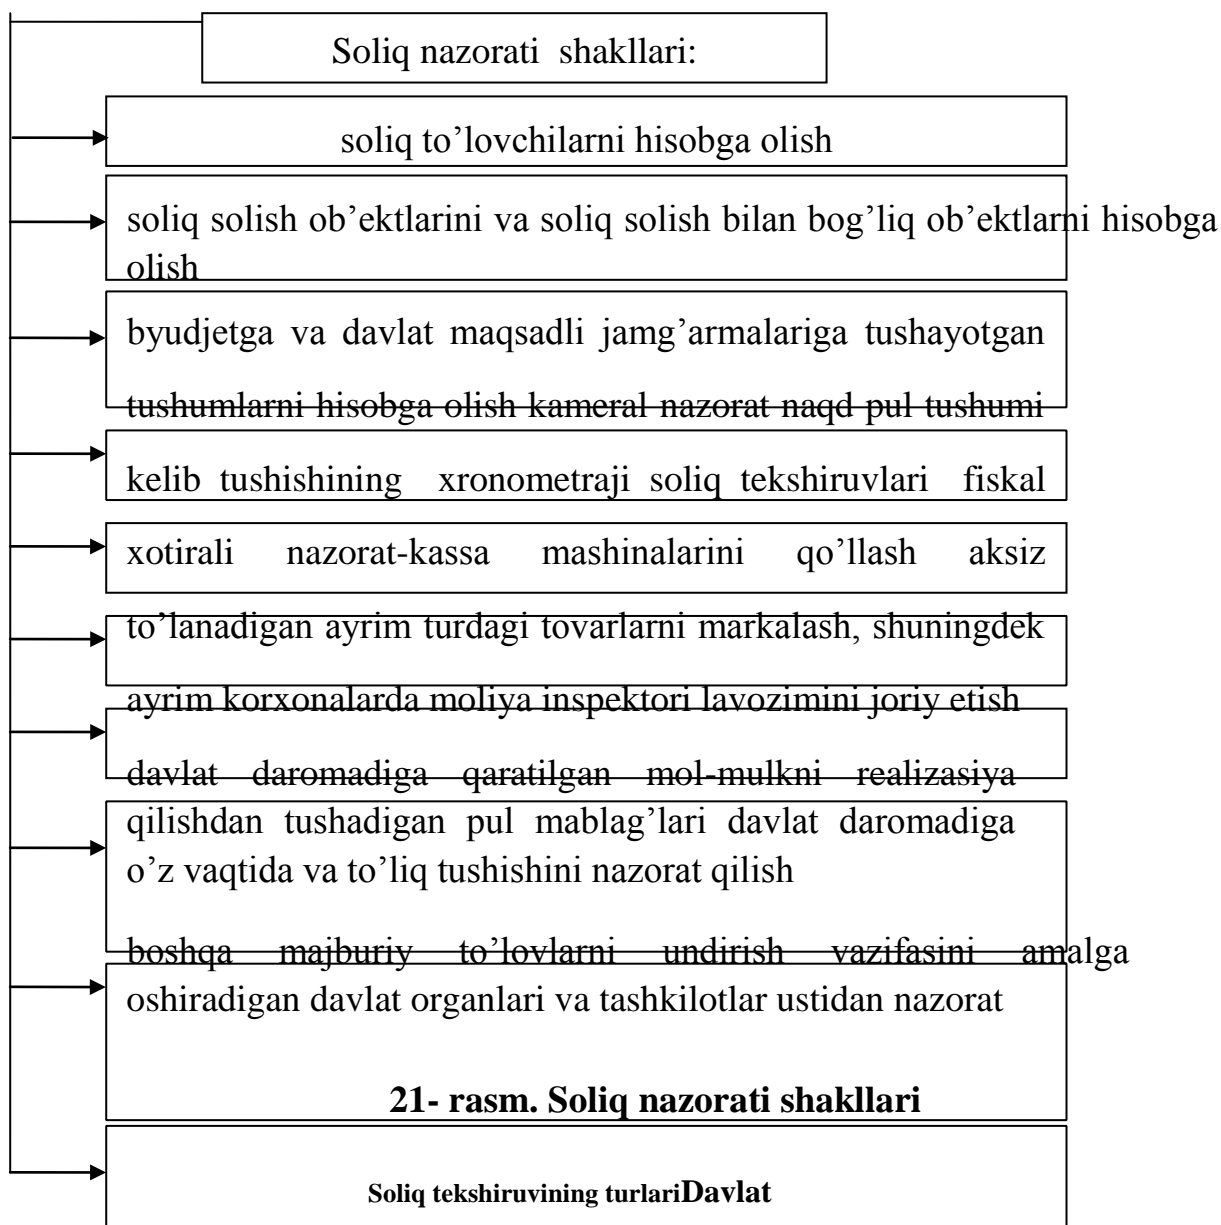 Soliq nazorati shakllari:
soliq to’lovchilarni hisobga olish
soliq solish ob’ektlarini va soliq solish bilan bog’liq ob’ektlarni hisobga
olish
byudjetga va davlat maqsadli jamg’armalariga tushayotgan
tushumlarni hisobga olish kameral nazorat naqd pul tushumi
kelib tushishining xronometraji soliq tekshiruvlari fiskal
xotirali nazorat-kassa mashinalarini qo’llash aksiz
to’lanadigan ayrim turdagi tovarlarni markalash, shuningdek
ayrim korxonalarda moliya inspektori lavozimini joriy etish
davlat daromadiga qaratilgan mol-mulkni realizasiya
qilishdan tushadigan pul mablag’lari davlat daromadiga
o’z vaqtida va to’liq tushishini nazorat qilish
boshqa majburiy to’lovlarni undirish vazifasini amalga
oshiradigan davlat organlari va tashkilotlar ustidan nazorat
21- rasm. Soliq nazorati shakllari
Soliq tekshiruvining turlariDavlat